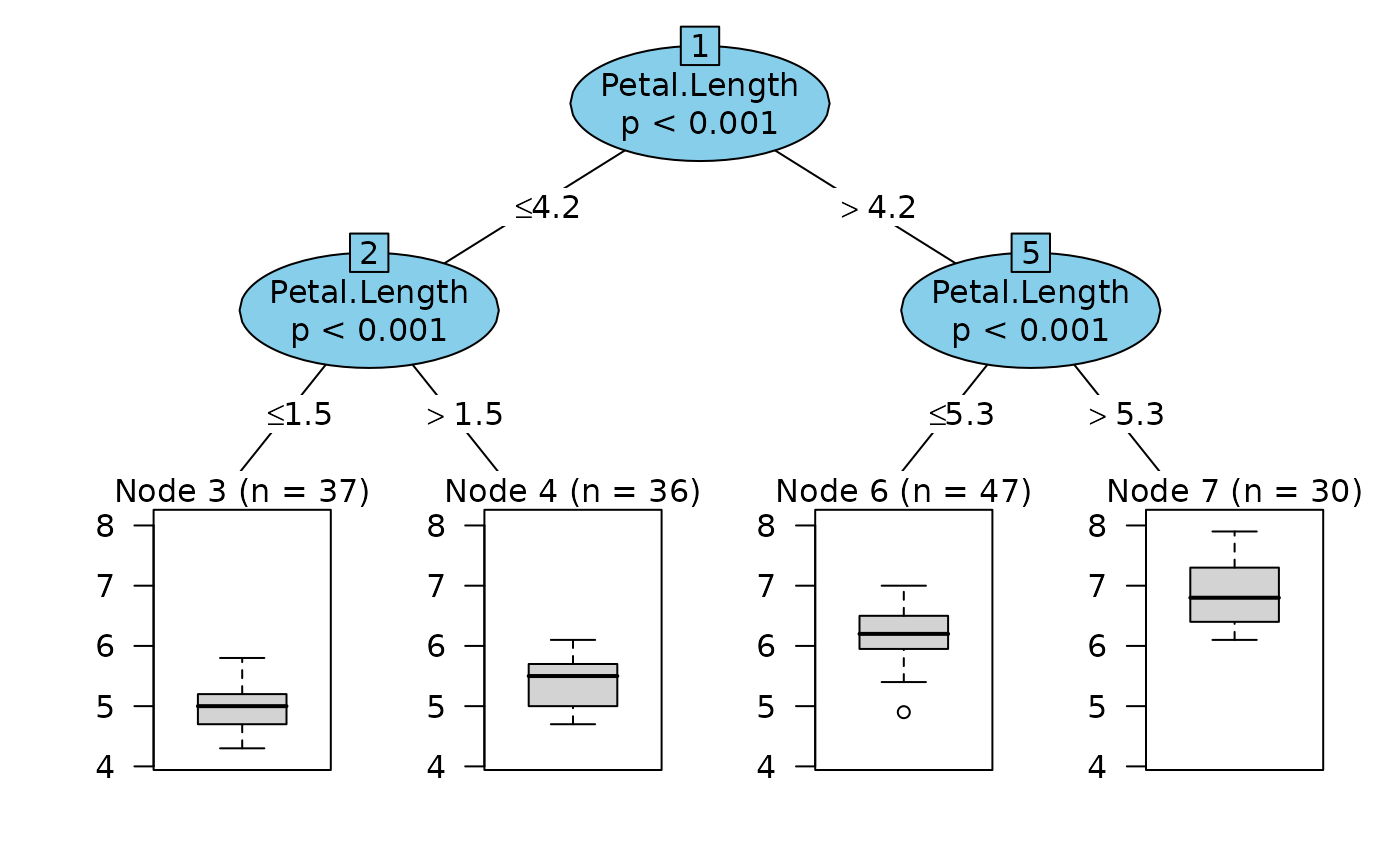 1
Petal.Length
p < 0.001
≤4.2
> 4.2
2
Petal.Length
p < 0.001
5
Petal.Length
p < 0.001
≤1.5
> 1.5
≤5.3
> 5.3
Node 3 (n = 37)
8
7
6
5
4
Node 4 (n = 36)
8
7
6
5
4
Node 6 (n = 47)
8
7
6
5
4
Node 7 (n = 30)
8
7
6
5
4